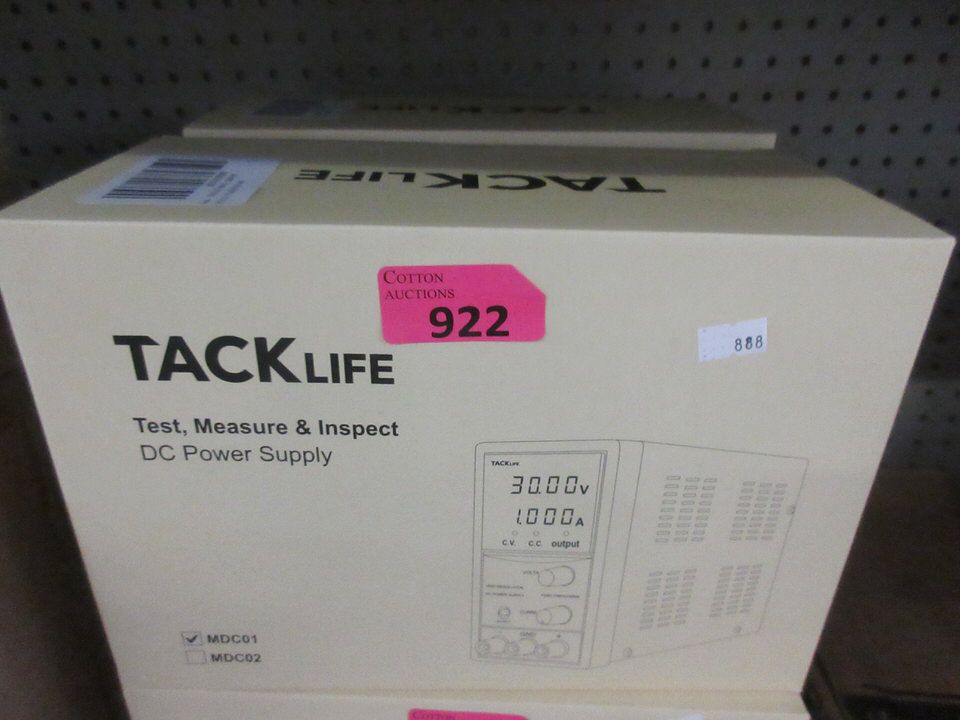 TACKLIFE
COTTON
AUCTIONS
922
888
TACKLIFE
Test, Measure & Inspect
DC Power Supply
TACKLIFE
30.00V
1.000A
C.V. C.C. output
MDC01
MDC02
COTTON